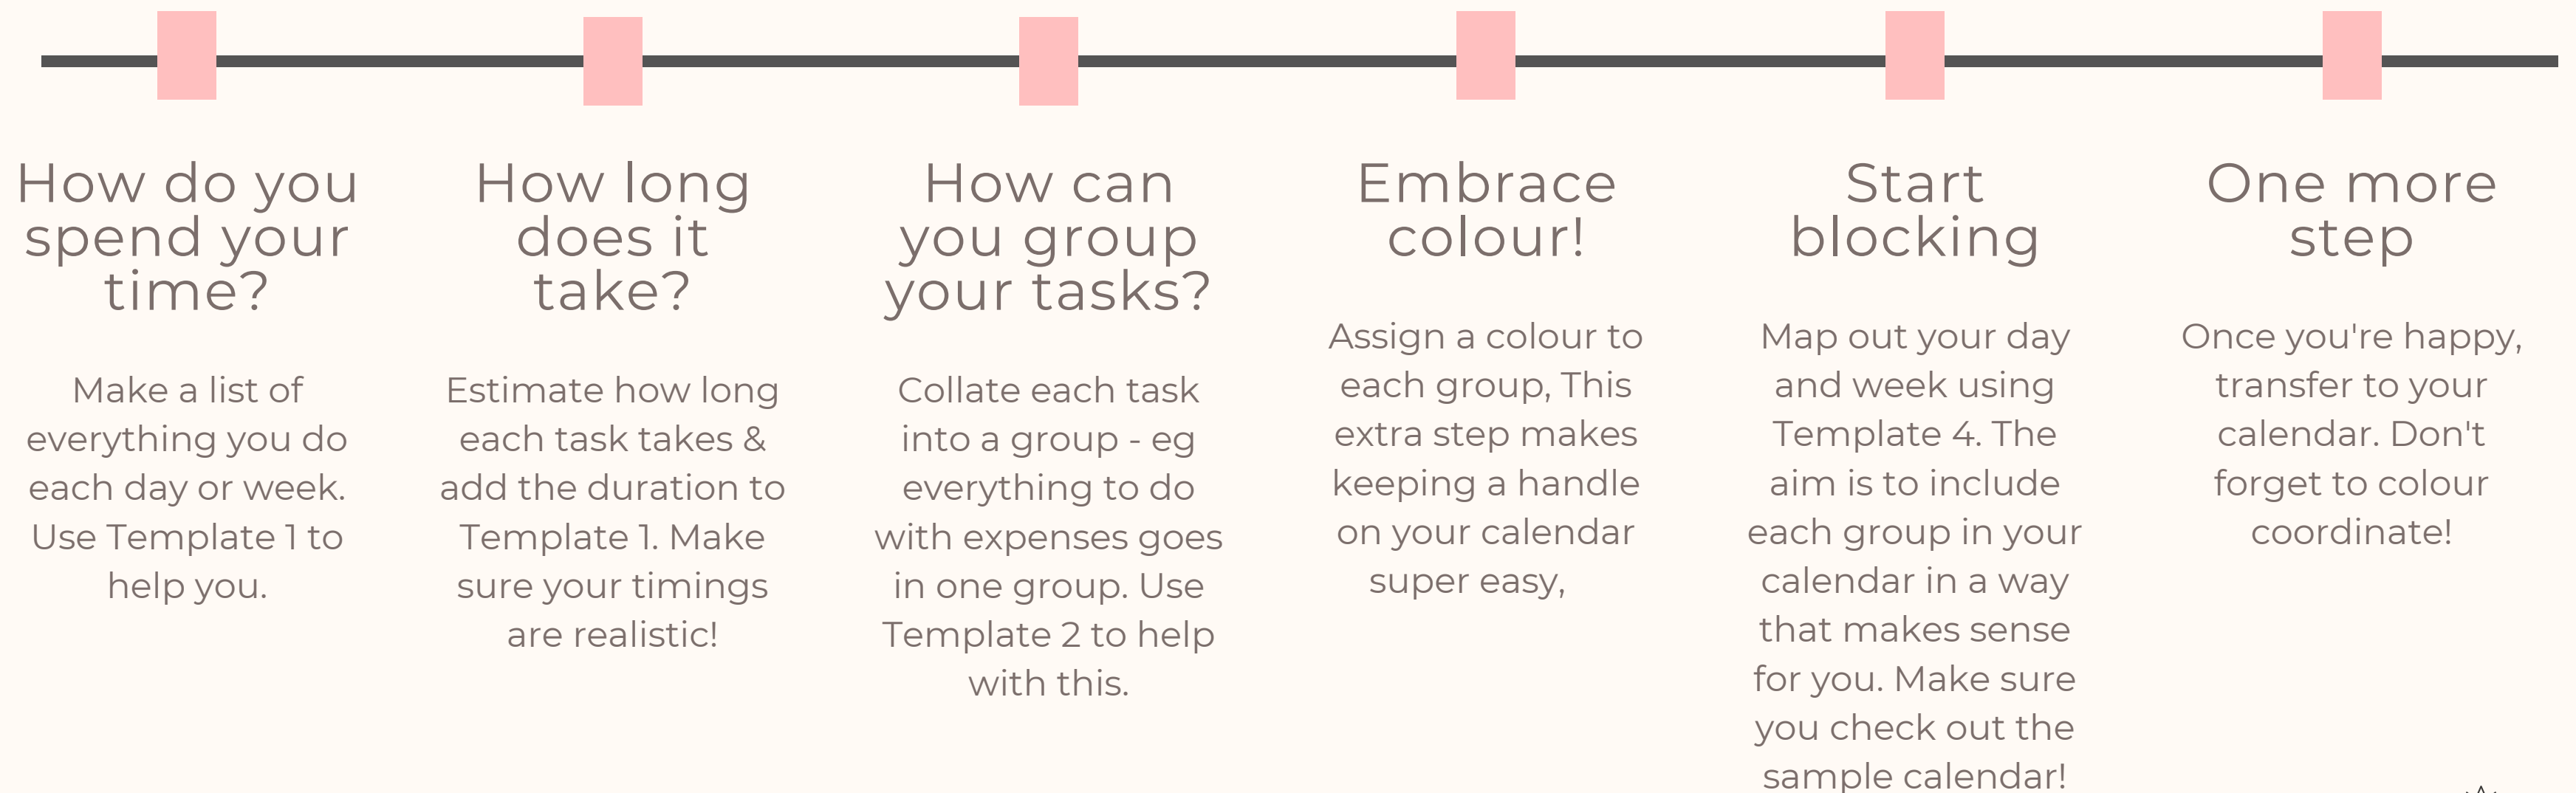 How do you
spend your
time?
Make a list of
everything you do
each day or week.
Use Template 1 to
help you.
How long
does it
take?
Estimate how long
each task takes &
add the duration to
Template 1. Make
sure your timings
are realistic!
How can
you group
your tasks?
Collate each task
into a group - eg
everything to do
with expenses goes
in one group. Use
Template 2 to help
with this.
Embrace
colour!
Assign a colour to
each group, This
extra step makes
keeping a handle
on your calendar
super easy,
Start
blocking
Map out your day
and week using
Template 4. The
aim is to include
each group in your
calendar in a way
that makes sense
for you. Make sure
you check out the
sample calendar!
One more
step
Once you're happy,
transfer to your
calendar. Don't
forget to colour
coordinate!